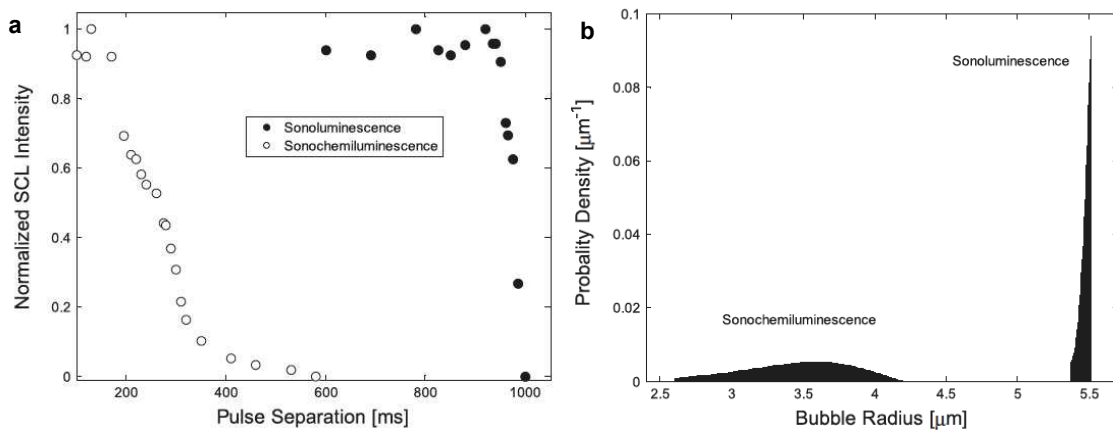 a
Normalized SCL Intensity
1
0.8
0.6
0.4
0.2
0
Sonoluminescence
Sonochemiluminescence
200
400
600
800
1000
Pulse Separation [ms]
b
Probality Density [µm⁻¹]
0.1
0.08
0.06
0.04
0.02
0
Sonoluminescence
Sonochemiluminescence
2.5
3
3.5
4
4.5
5
5.5
Bubble Radius [µm]